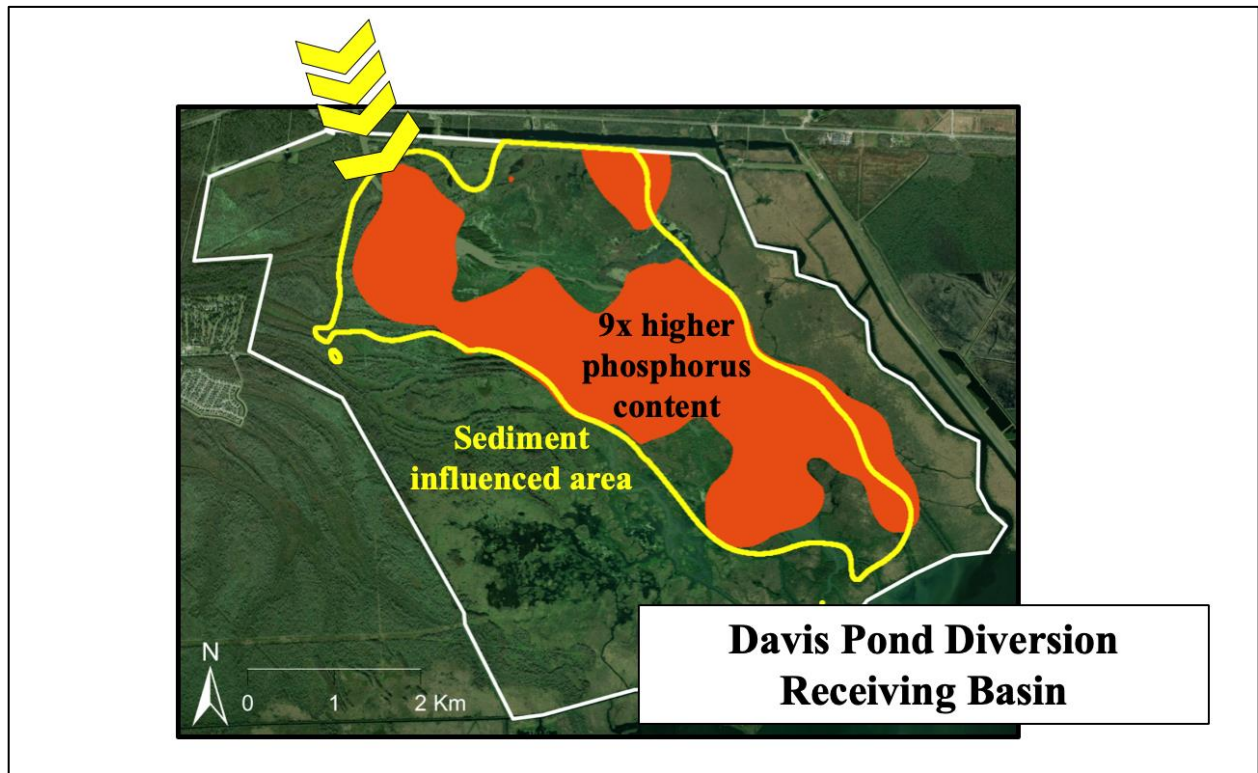 9x higher
phosphorus
content
Sediment
influenced area
N
0 1 2 Km
Davis Pond Diversion
Receiving Basin